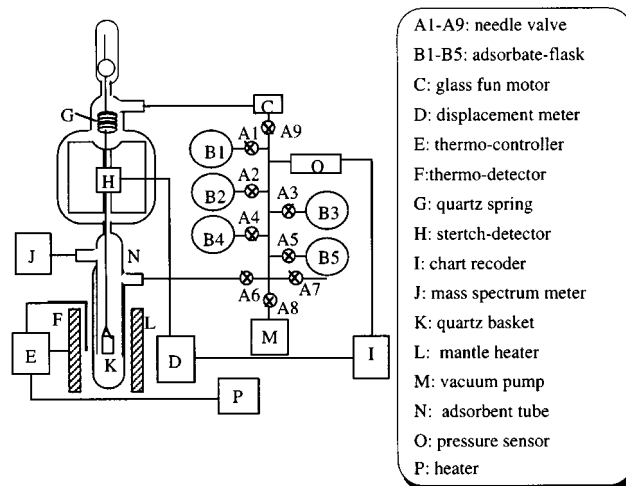 C
A9
G
A1
B1
O
A2
H
B2
A3
B3
A4
B4
A5
J
N
B5
A6
A7
A8
F
L
M
E
K
D
I
P
A1-A9: needle valve
B1-B5: adsorbate-flask
C: glass fun motor
D: displacement meter
E: thermo-controller
F:thermo-detector
G: quartz spring
H: stertch-detector
I: chart recoder
J: mass spectrum meter
K: quartz basket
L: mantle heater
M: vacuum pump
N: adsorbent tube
O: pressure sensor
P: heater